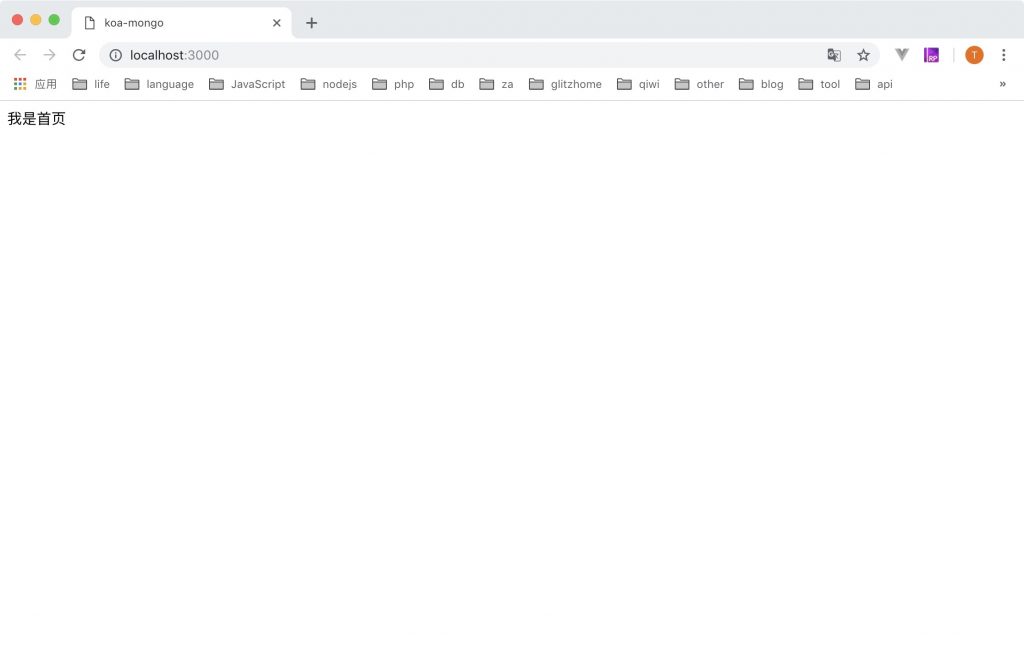 koa-mongo
localhost:3000
应用 life language JavaScript nodejs php db za glitzhome qiwi other blog tool api »
我是首页